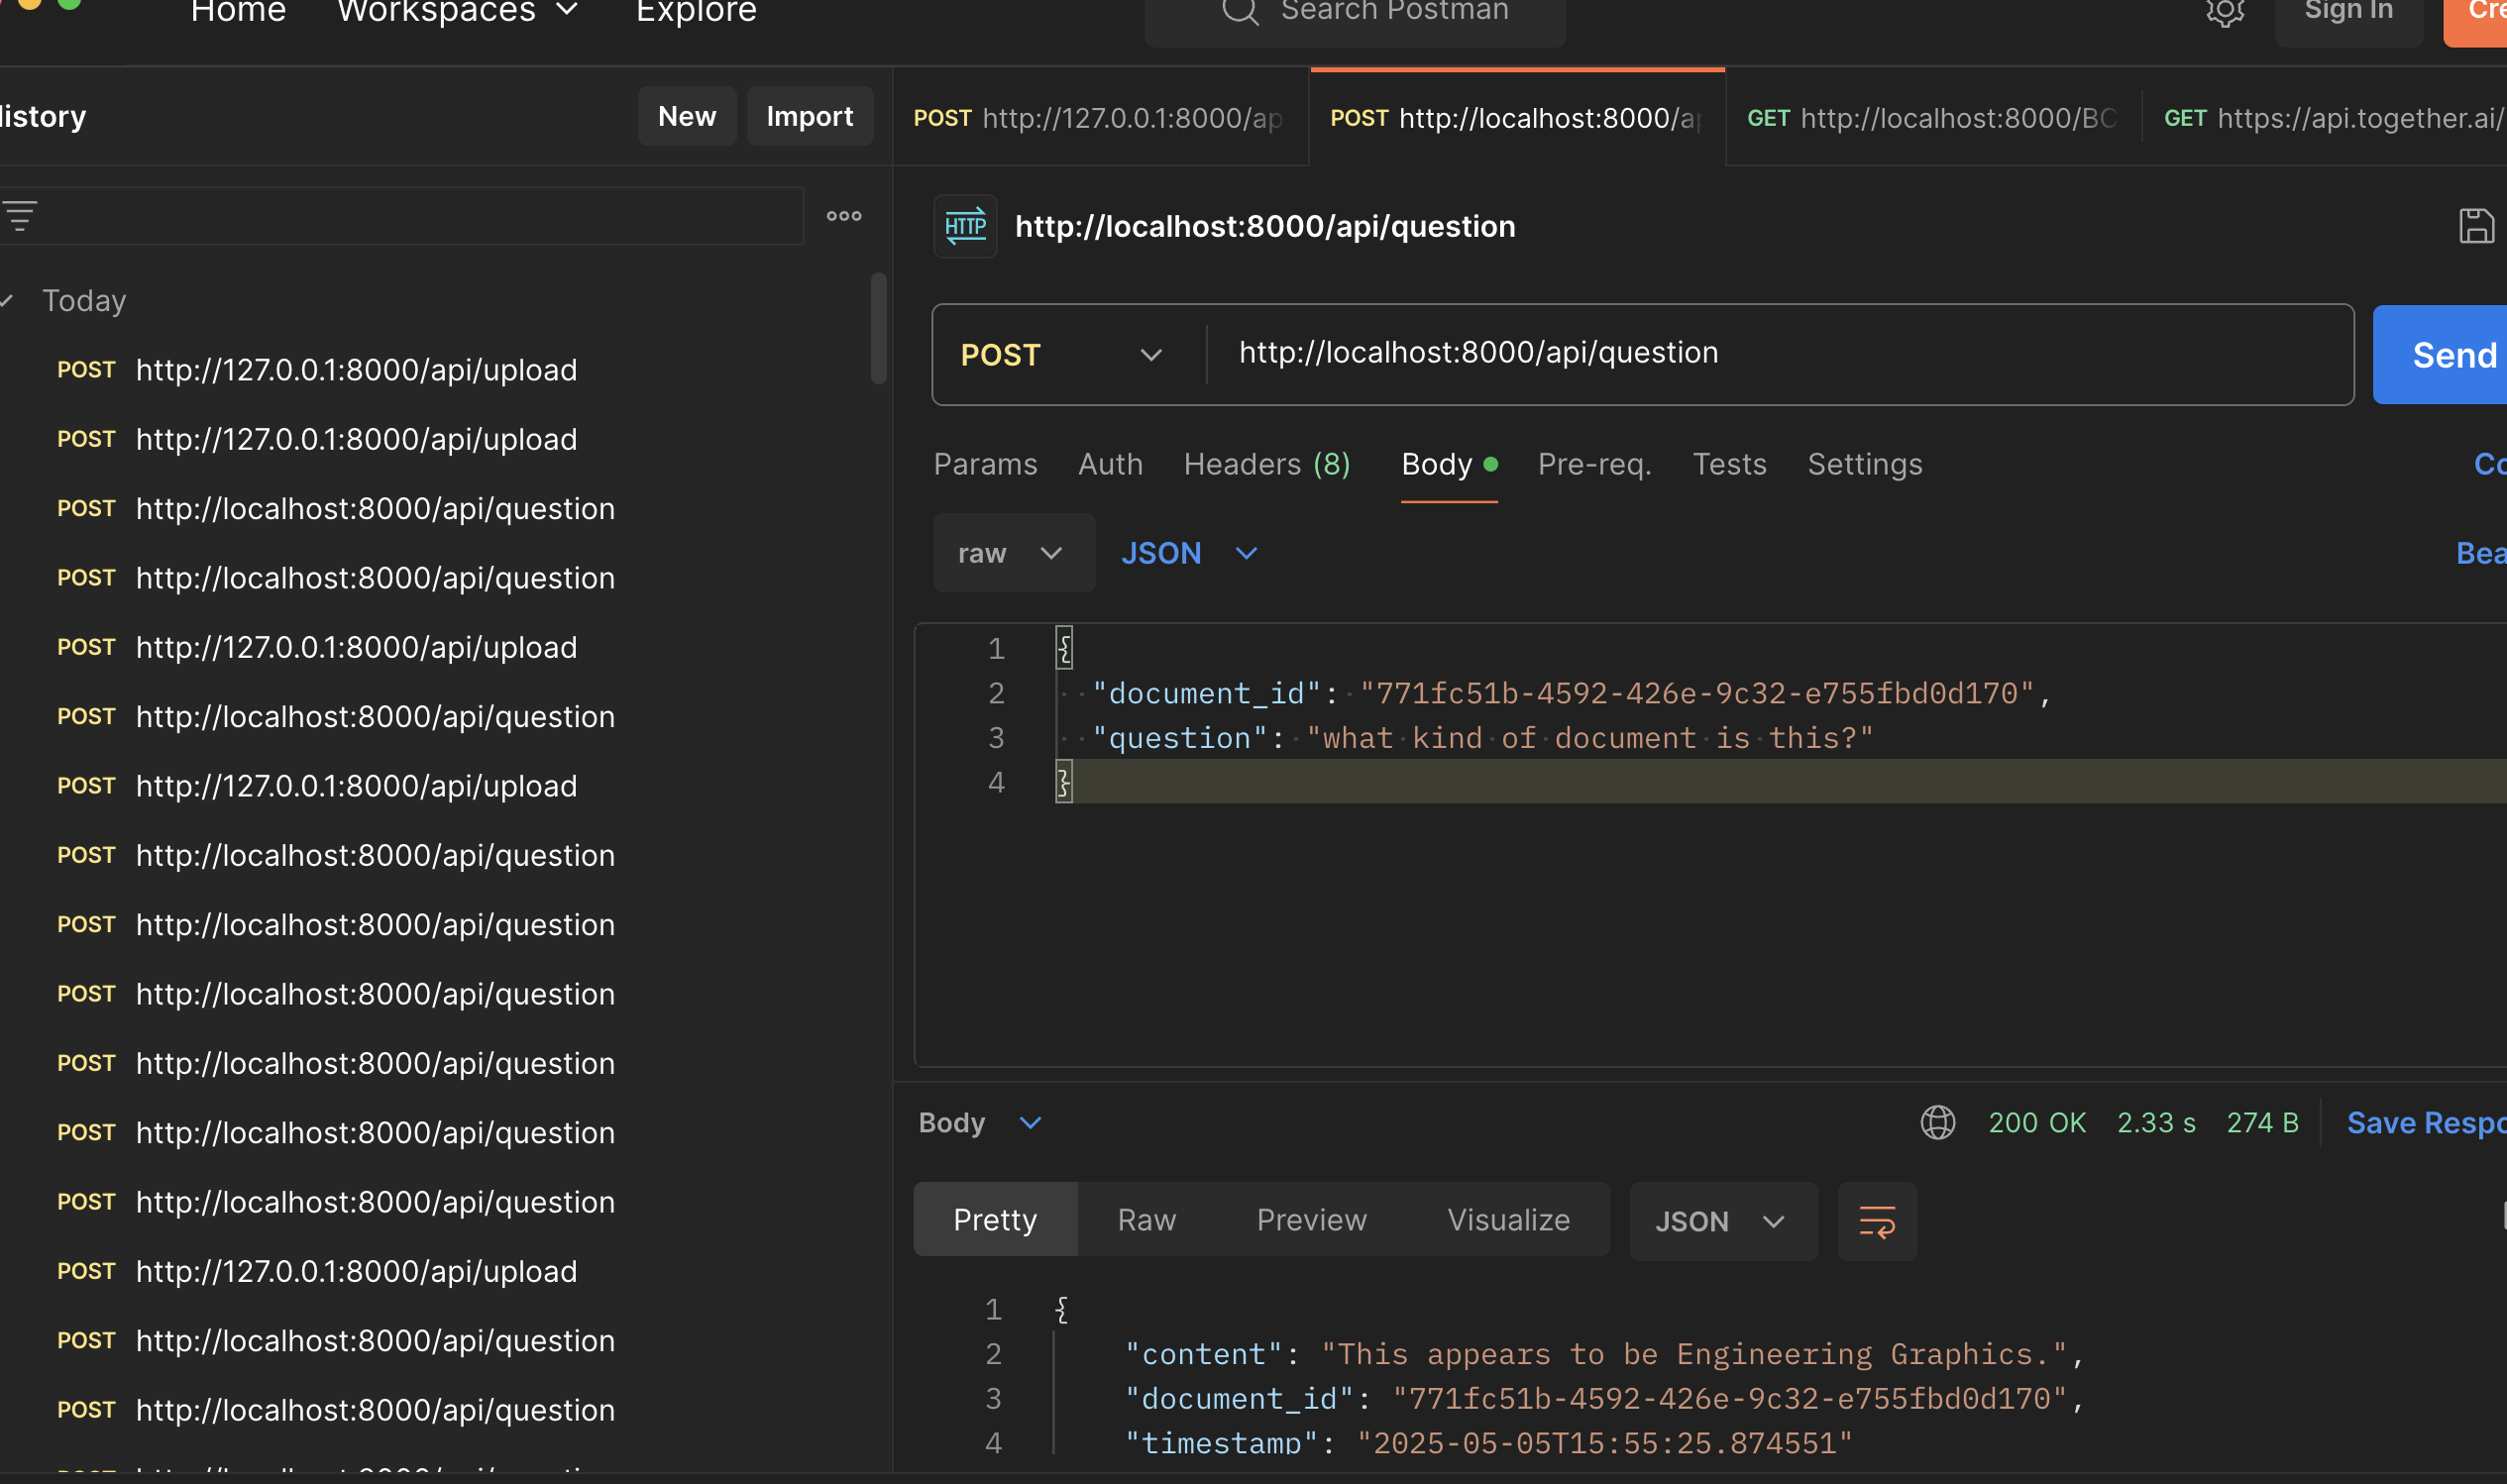 Home Workspaces Explore Search Postman Sign In
History New Import
POST http://127.0.0.1:8000/ap POST http://localhost:8000/ap GET http://localhost:8000/BC GET https://api.together.ai/
HTTP http://localhost:8000/api/question
Today
POST http://127.0.0.1:8000/api/upload
POST http://127.0.0.1:8000/api/upload
POST http://localhost:8000/api/question
POST http://localhost:8000/api/question
POST http://127.0.0.1:8000/api/upload
POST http://localhost:8000/api/question
POST http://127.0.0.1:8000/api/upload
POST http://localhost:8000/api/question
POST http://localhost:8000/api/question
POST http://localhost:8000/api/question
POST http://localhost:8000/api/question
POST http://localhost:8000/api/question
POST http://localhost:8000/api/question
POST http://127.0.0.1:8000/api/upload
POST http://localhost:8000/api/question
POST http://localhost:8000/api/question
POST http://localhost:8000/api/question Send
Params Auth Headers (8) Body Pre-req. Tests Settings Co
raw JSON Bea
1 {
2 "document_id": "771fc51b-4592-426e-9c32-e755fbd0d170",
3 "question": "what kind of document is this?"
4 }
Body 200 OK 2.33 s 274 B Save Respo
Pretty Raw Preview Visualize JSON
1 {
2 "content": "This appears to be Engineering Graphics.",
3 "document_id": "771fc51b-4592-426e-9c32-e755fbd0d170",
4 "timestamp": "2025-05-05T15:55:25.874551"